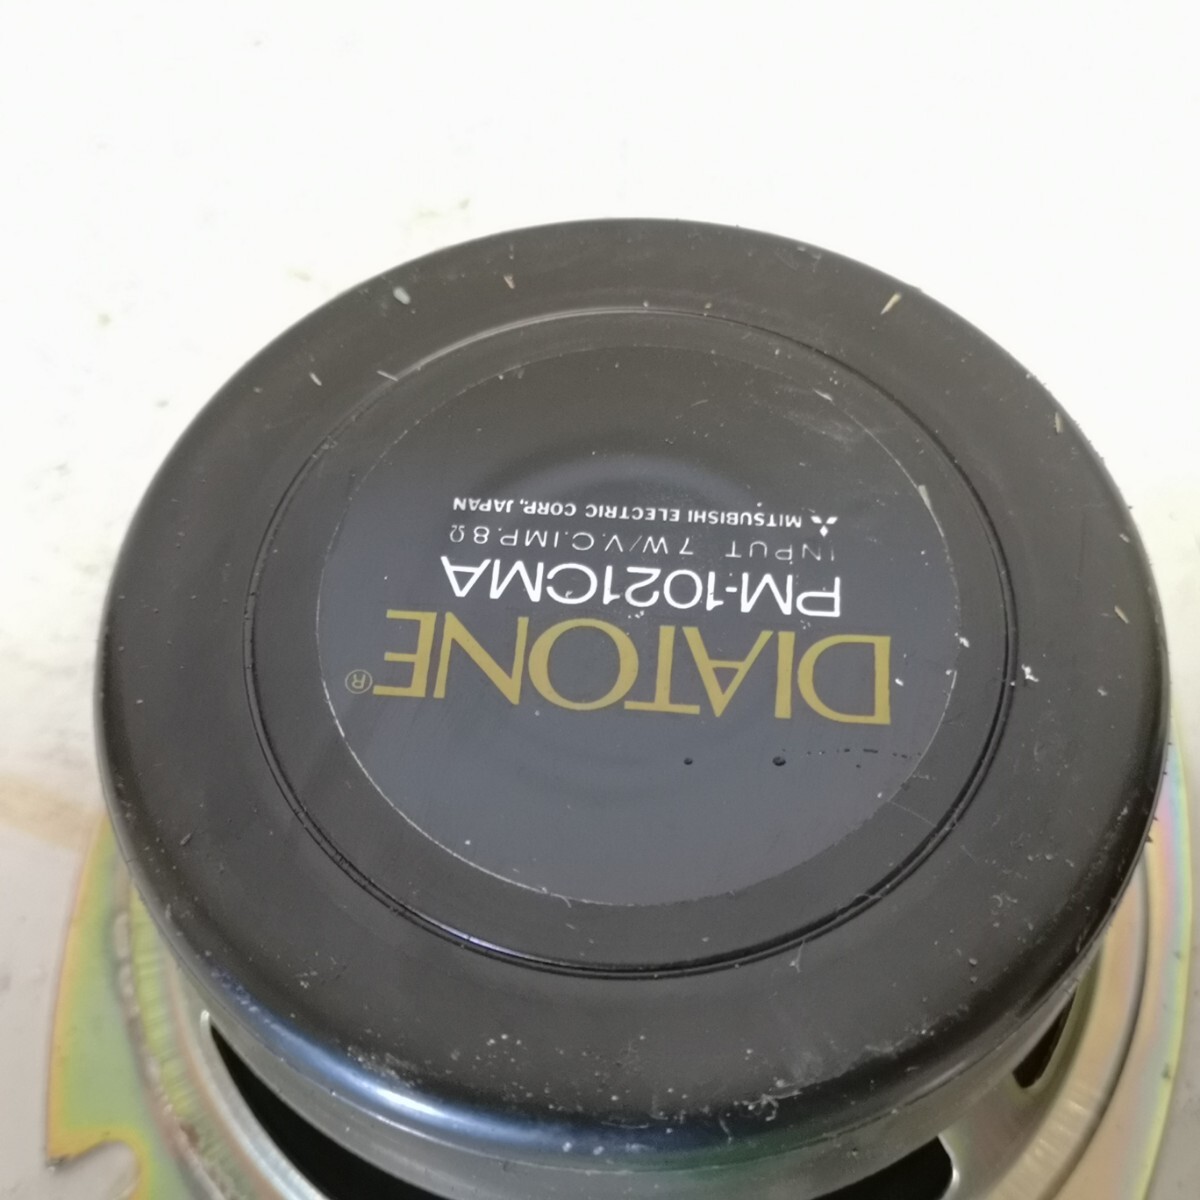 DIATONE®
PM-1021CMA
INPUT 7W/V.C.IMP.8Ω
MITSUBISHI ELECTRIC CORP. JAPAN